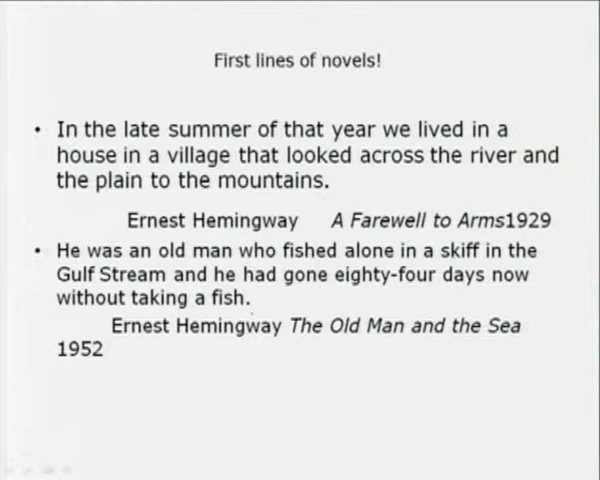 First lines of novels!
• In the late summer of that year we lived in a
house in a village that looked across the river and
the plain to the mountains.
Ernest Hemingway A Farewell to Arms1929
• He was an old man who fished alone in a skiff in the
Gulf Stream and he had gone eighty-four days now
without taking a fish.
Ernest Hemingway The Old Man and the Sea
1952